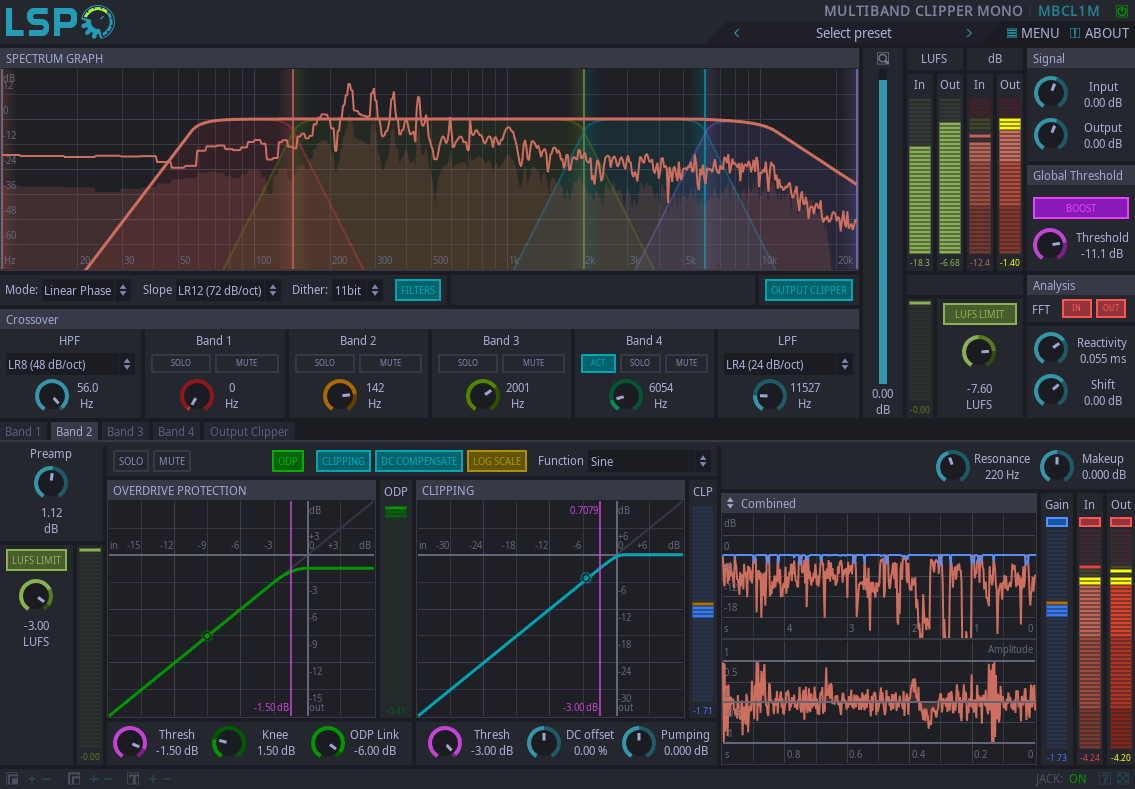 LSP
MULTIBAND CLIPPER MONO MBCL1M
Select preset
MENU ABOUT
SPECTRUM GRAPH
dB
12
0
-12
-24
-36
-48
-60
Hz 20 30 50 100 200 300 500 1k 2k 3k 5k 10k 20k
Mode: Linear Phase Slope LR12 (72 dB/oct) Dither: 11bit FILTERS OUTPUT CLIPPER
Crossover
HPF Band 1 Band 2 Band 3 Band 4 LPF
LR8 (48 dB/oct) SOLO MUTE SOLO MUTE SOLO MUTE ACT SOLO MUTE LR4 (24 dB/oct)
56.0 Hz
0 Hz
142 Hz
2001 Hz
6054 Hz
11527 Hz
0.00 dB
LUFS dB
In Out In Out
-18.3 -6.68 -12.4 -1.40
-0.00
LUFS LIMIT
-7.60
LUFS
Signal
Input
0.00 dB
Output
0.00 dB
Global Threshold
BOOST
Threshold
-11.1 dB
Analysis
FFT IN OUT
Reactivity
0.055 ms
Shift
0.00 dB
Band 1 Band 2 Band 3 Band 4 Output Clipper
Preamp
1.12
dB
LUFS LIMIT
-3.00
LUFS
-0.00
SOLO MUTE ODP CLIPPING DC COMPENSATE LOG SCALE Function Sine
OVERDRIVE PROTECTION
dB
+3
in -15 -12 -9 -6 -3 +3 dB
-3
-6
-9
-12
-15
-1.50 dB out
ODP
-0.41
Thresh
-1.50 dB
Knee
1.50 dB
ODP Link
-6.00 dB
CLIPPING
0.7079 dB
+6
in -30 -24 -18 -12 -6 +6 dB
-6
-12
-18
-24
-30
-3.00 dB out
CLP
-1.71
Thresh
-3.00 dB
DC offset
0.00 %
Pumping
0.000 dB
Resonance
220 Hz
Makeup
0.000 dB
Combined
dB
0
-12
-18
s 4 3 2 1 0
Amplitude
1
0.5
-1
s 0.8 0.6 0.4 0.2 0
Gain In Out
-1.73 -4.24 -4.20
JACK: ON